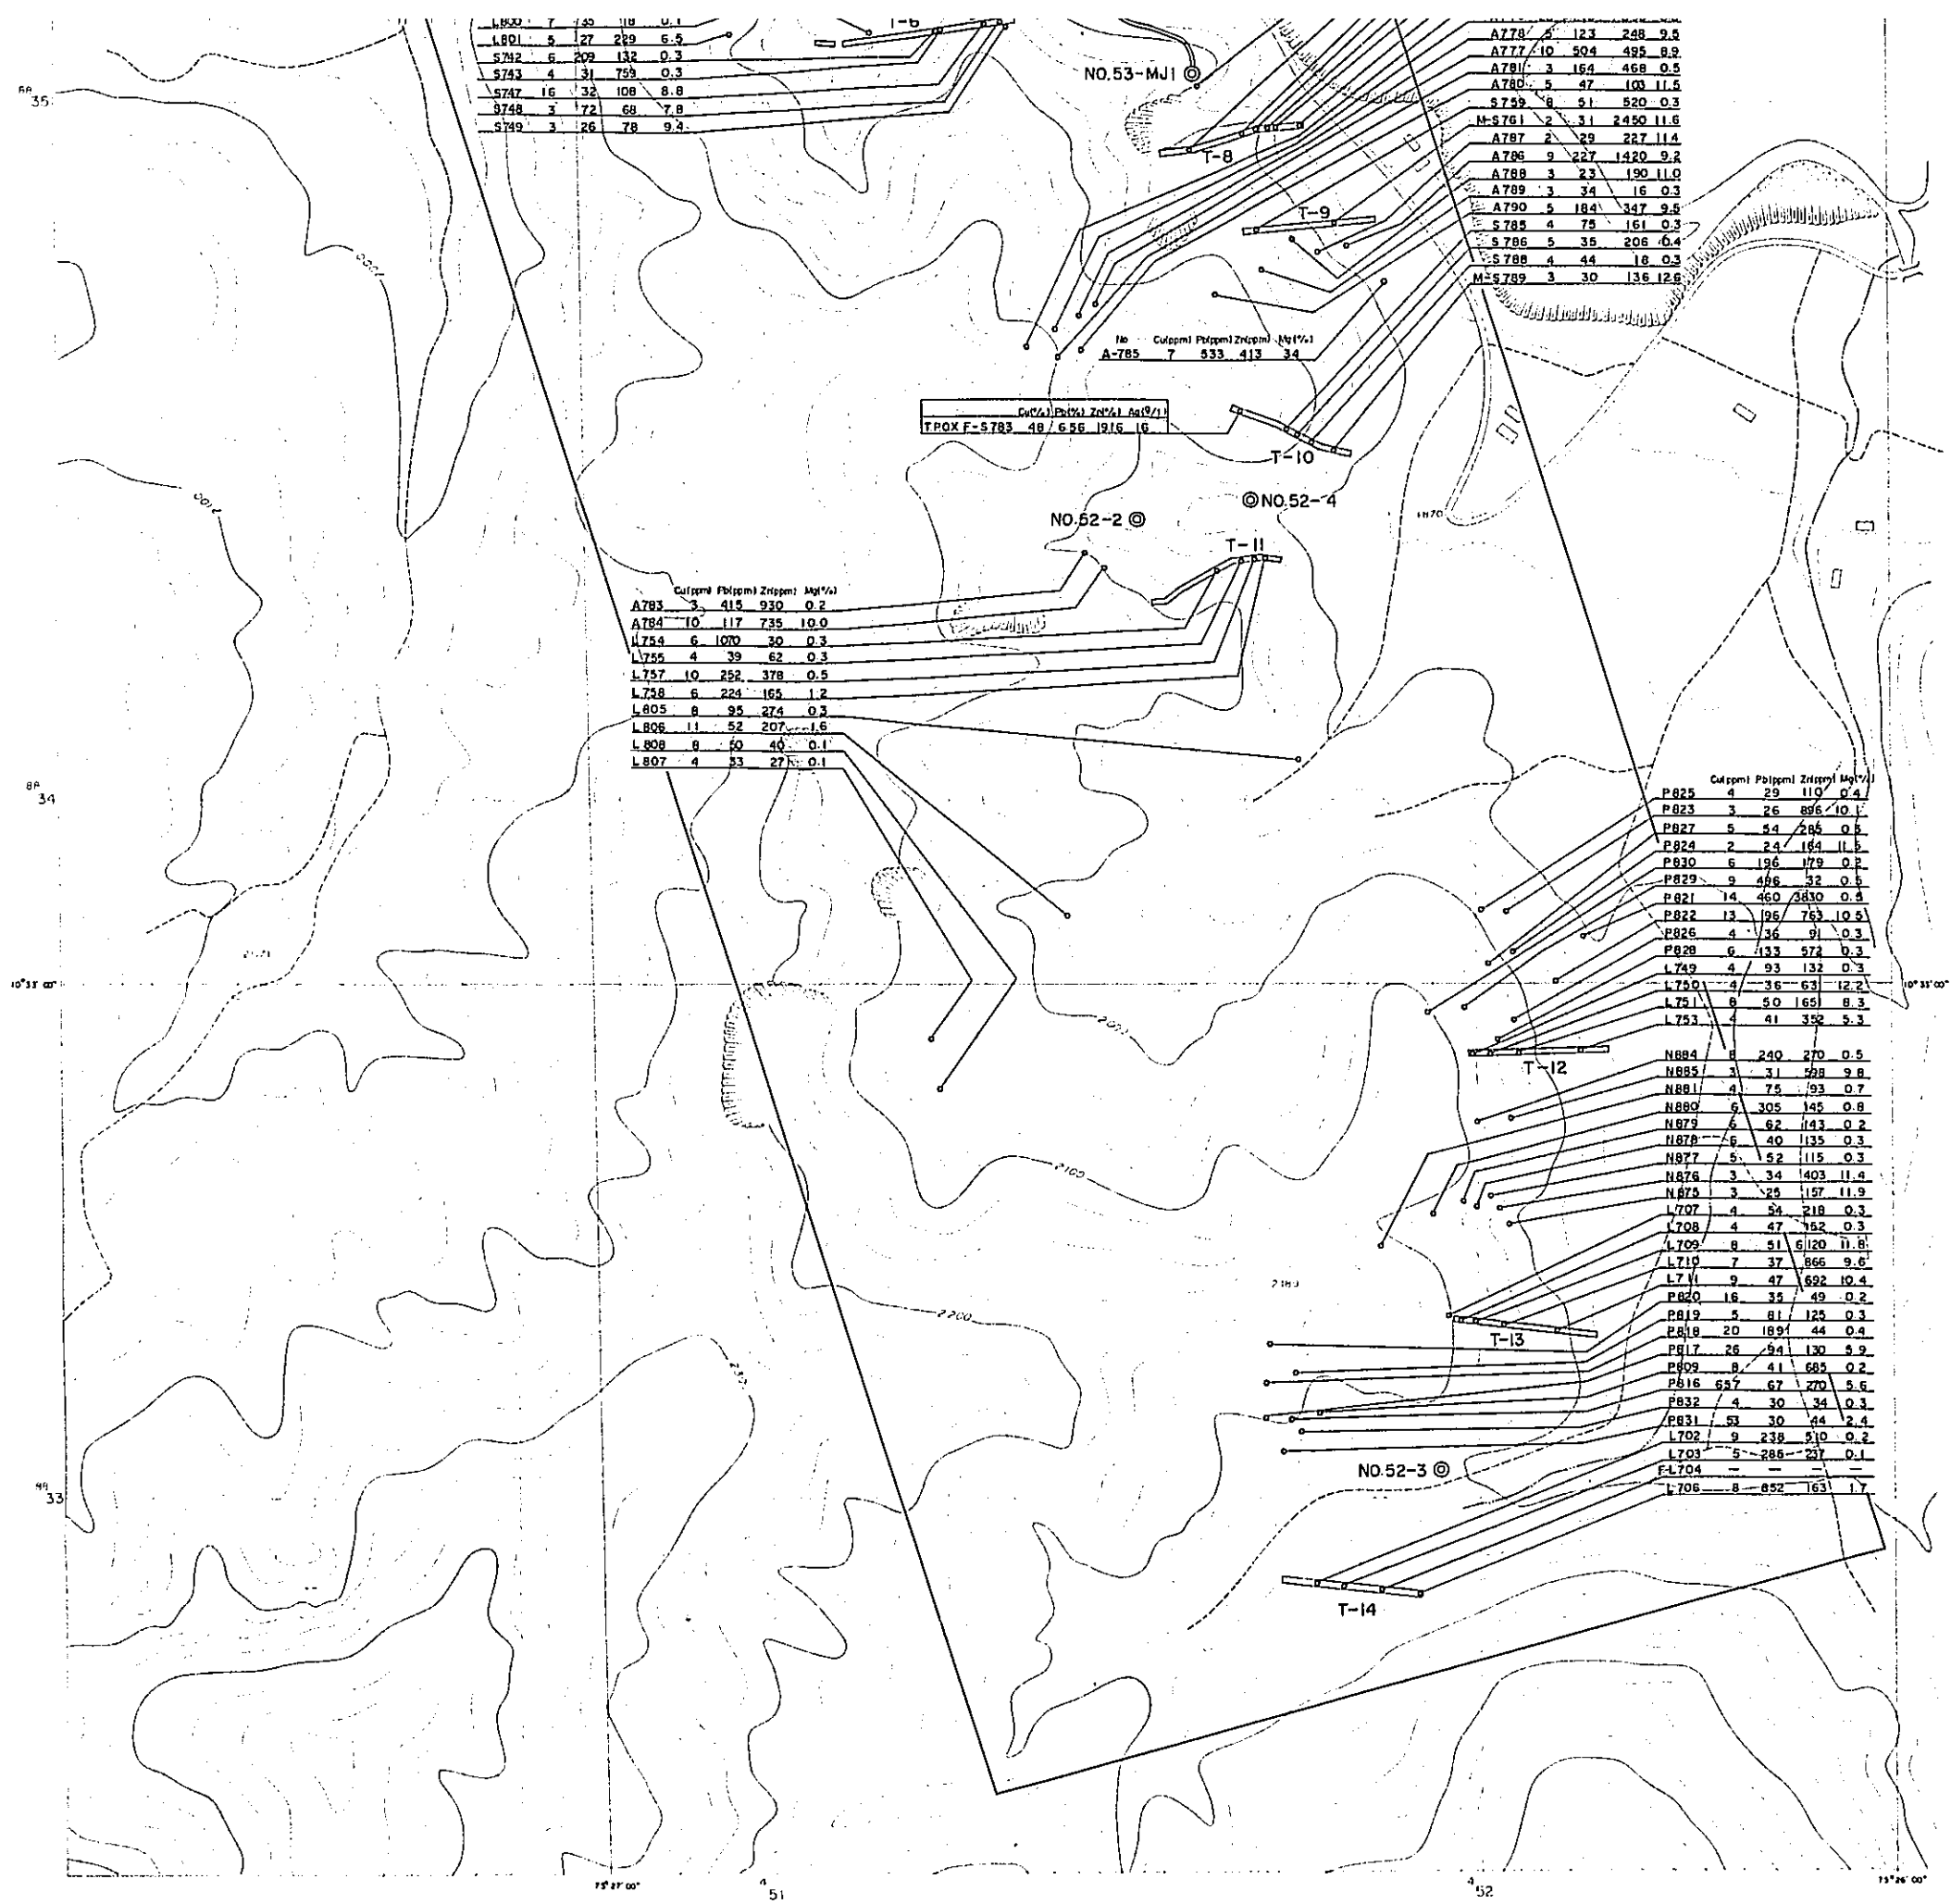 L800 7 35 118 0.1
L801 5 27 229 6.5
S742 6 209 132 0.3
S743 4 31 759 0.3
S747 16 32 108 8.8
S748 3 72 68 7.8
S749 3 26 78 9.4
T-6
NO.53-MJ1
T-8
T-9
A778 5 123 248 9.5
A777 10 504 495 8.9
A781 3 164 468 0.5
A780 5 47 103 11.5
S759 8 51 520 0.3
M-S761 2 31 2450 11.6
A787 2 29 227 11.4
A786 9 227 1420 9.2
A788 3 23 190 11.0
A789 3 34 16 0.3
A790 5 184 347 9.5
S785 4 75 161 0.3
S786 5 35 206 0.4
S788 4 44 18 0.3
M-S789 3 30 136 12.6
35
2000
No Cu(ppm) Pb(ppm) Zn(ppm) Mg(%)
A-785 7 533 413 34
Cu(%) Pb(%) Zn(%) Ag(g/t)
T.P.OX F-S783 48 656 1916 16
T-10
2100
NO.52-4
NO.52-2
1870
T-11
Cu(ppm) Pb(ppm) Zn(ppm) Mg(%)
A783 3 415 930 0.2
A784 10 117 735 10.0
L754 6 1070 30 0.3
L755 4 39 62 0.3
L757 10 252 378 0.5
L758 6 224 165 1.2
L805 8 95 274 0.3
L806 11 52 207 1.6
L808 8 50 40 0.1
L807 4 33 27 0.1
34
Cu(ppm) Pb(ppm) Zn(ppm) Mg(%)
P825 4 29 110 0.4
P823 3 26 896 10.1
P827 5 54 285 0.3
P824 2 24 164 11.5
P830 6 196 179 0.2
P829 9 496 32 0.5
P821 14 460 3830 0.5
P822 13 96 763 10.5
P826 4 36 91 0.3
P828 6 133 572 0.3
L749 4 93 132 0.3
L750 4 36 63 12.2
L751 8 50 165 8.3
L753 4 41 352 5.3
10°33'00"
10°33'00"
T-12
N884 8 240 270 0.5
N885 3 31 598 9.8
N881 4 75 93 0.7
N880 6 305 145 0.8
N879 6 62 143 0.2
N878 6 40 135 0.3
N877 5 52 115 0.3
N876 3 34 403 11.4
N875 3 25 157 11.9
L707 4 54 218 0.3
L708 4 47 152 0.3
L709 8 51 6120 11.8
L710 7 37 866 9.6
L711 9 47 692 10.4
P820 16 35 49 0.2
P819 5 81 125 0.3
P818 20 189 44 0.4
P817 26 94 130 5.9
P809 8 41 685 0.2
P816 657 67 270 5.6
P832 4 30 34 0.3
P831 53 30 44 2.4
L702 9 238 510 0.2
L703 5 286 237 0.1
F-L704 — — — —
L706 8 852 163 1.7
2100
2200
T-13
NO.52-3
33
T-14
75°27'00"
51
52
75°26'00"